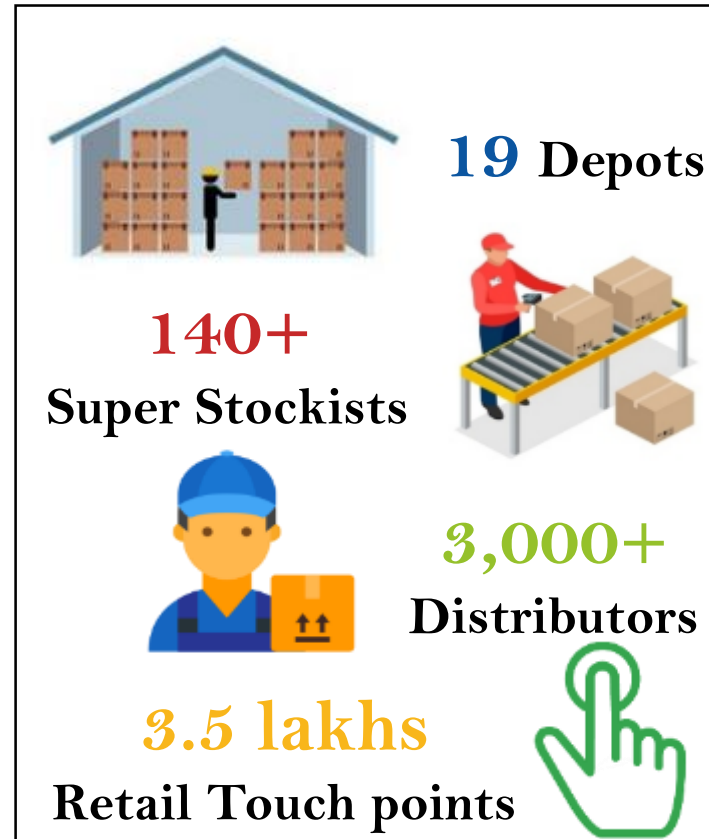 19 Depots
140+
Super Stockists
3,000+
Distributors
3.5 lakhs
Retail Touch points